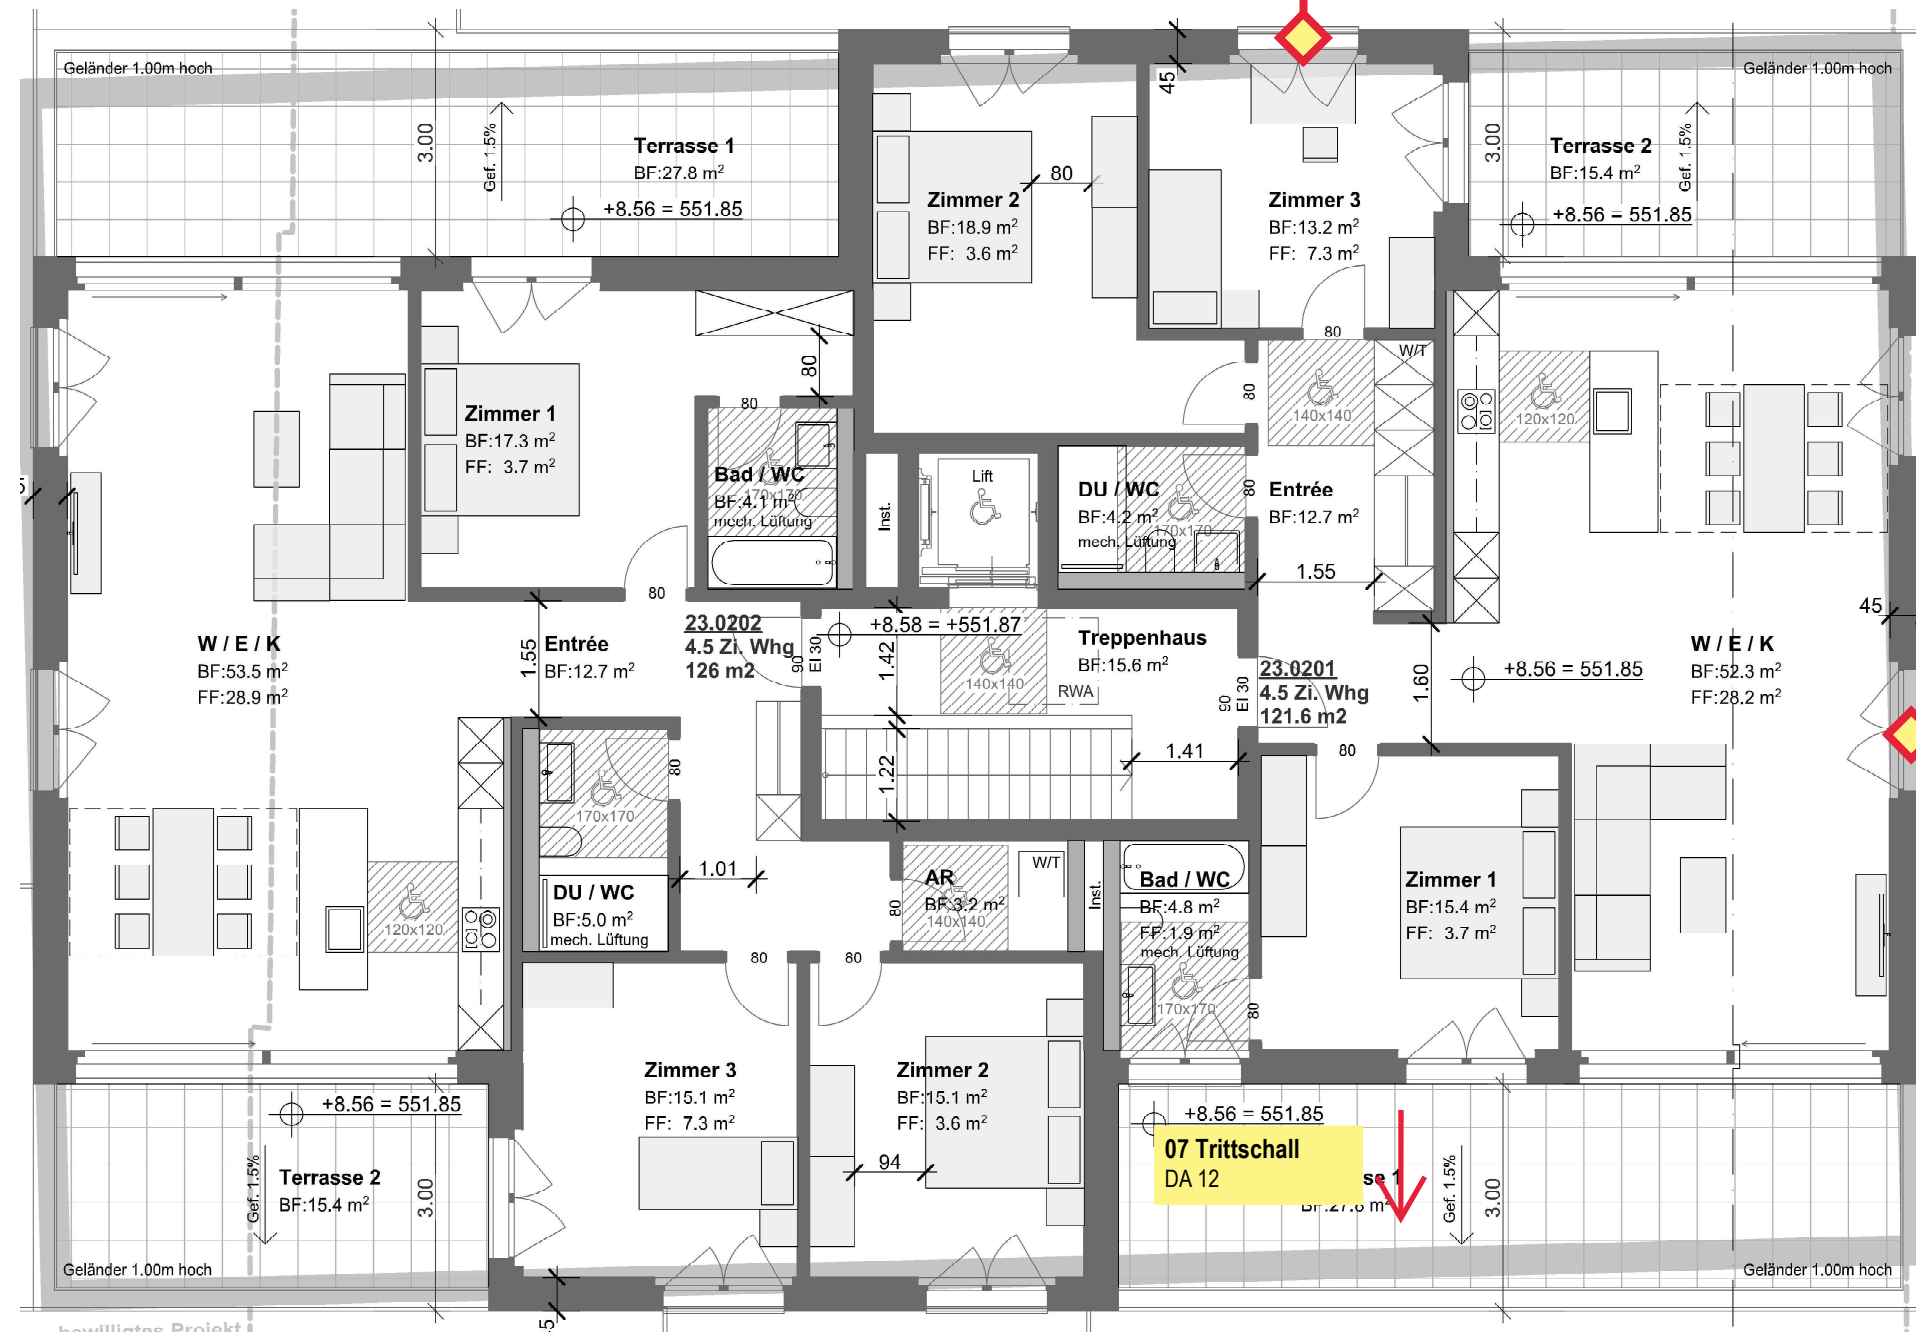 Geländer 1.00m hoch
3.00
Gef. 1.5%
Terrasse 1
BF:27.8 m²
+8.56 = 551.85
45
Zimmer 2
BF:18.9 m²
FF: 3.6 m²
80
Zimmer 3
BF:13.2 m²
FF: 7.3 m²
80
Geländer 1.00m hoch
3.00
Gef. 1.5%
Terrasse 2
BF:15.4 m²
+8.56 = 551.85
Zimmer 1
BF:17.3 m²
FF: 3.7 m²
80
80
Bad / WC
BF:4.1 m²
170x170
mech. Lüftung
Inst.
Lift
DU / WC
BF:4.2 m²
170x170
mech. Lüftung
80
80
Entrée
BF:12.7 m²
140x140
W/T
1.55
120x120
45
W / E / K
BF:53.5 m²
FF:28.9 m²
1.55
Entrée
BF:12.7 m²
80
23.0202
4.5 Zi. Whg
126 m2
90
EI 30
+8.58 = +551.87
1.42
140x140
RWA
Treppenhaus
BF:15.6 m²
90
EI 30
23.0201
4.5 Zi. Whg
121.6 m2
1.60
+8.56 = 551.85
W / E / K
BF:52.3 m²
FF:28.2 m²
1.22
1.41
80
80
170x170
120x120
DU / WC
BF:5.0 m²
mech. Lüftung
1.01
80
AR
BF:3.2 m²
140x140
W/T
Inst.
Bad / WC
BF:4.8 m²
FF:1.9 m²
mech. Lüftung
170x170
80
Zimmer 1
BF:15.4 m²
FF: 3.7 m²
80
80
Zimmer 3
BF:15.1 m²
FF: 7.3 m²
Zimmer 2
BF:15.1 m²
FF: 3.6 m²
94
+8.56 = 551.85
Gef. 1.5%
Terrasse 2
BF:15.4 m²
3.00
Geländer 1.00m hoch
+8.56 = 551.85
07 Trittschall
DA 12
se 1
Gef. 1.5%
3.00
Geländer 1.00m hoch
bewilligtes Projekt